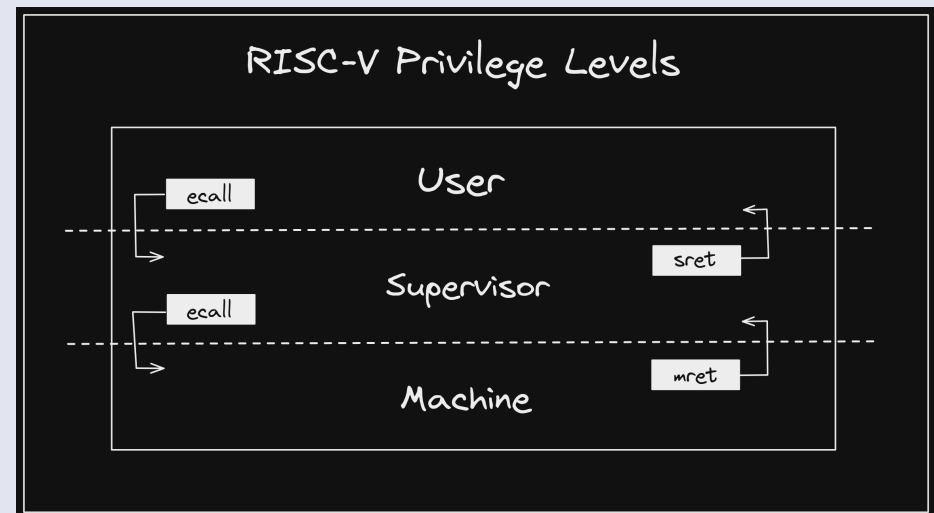 RISC-V Privilege Levels
User
ecall
sret
Supervisor
ecall
mret
Machine